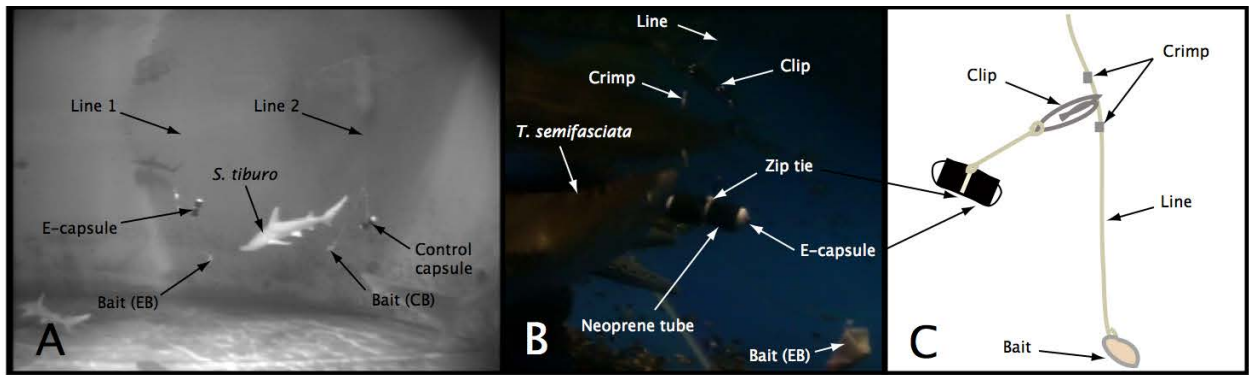 Line 1
Line 2
S. tiburo
E-capsule
Control
capsule
Bait (EB)
Bait (CB)
A
Line
Clip
Crimp
T. semifasciata
Zip tie
E-capsule
Neoprene tube
Bait (EB)
B
Crimp
Clip
Line
Bait
C